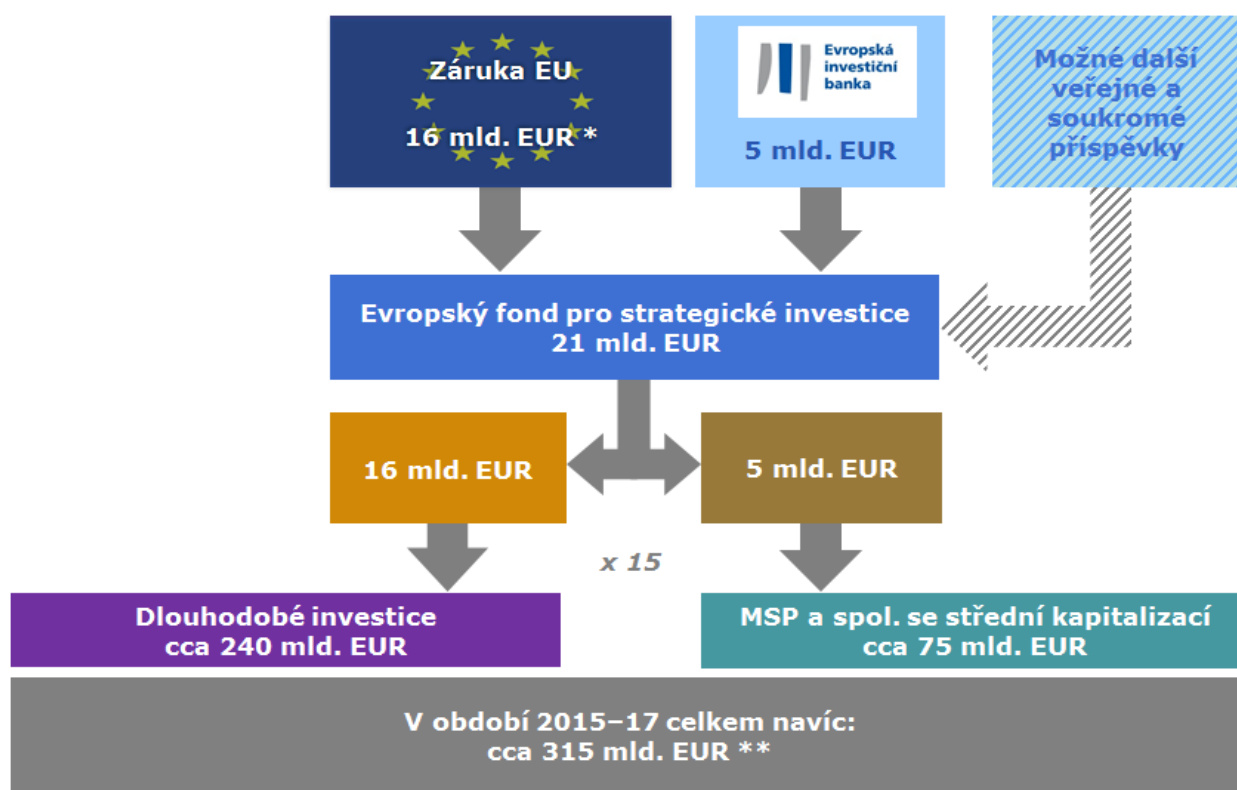 Záruka EU
16 mld. EUR *
Evropská
investiční
banka
5 mld. EUR
Možné další
veřejné a
soukromé
příspěvky
Evropský fond pro strategické investice
21 mld. EUR
16 mld. EUR
5 mld. EUR
x 15
Dlouhodobé investice
cca 240 mld. EUR
MSP a spol. se střední kapitalizací
cca 75 mld. EUR
V období 2015–17 celkem navíc:
cca 315 mld. EUR **